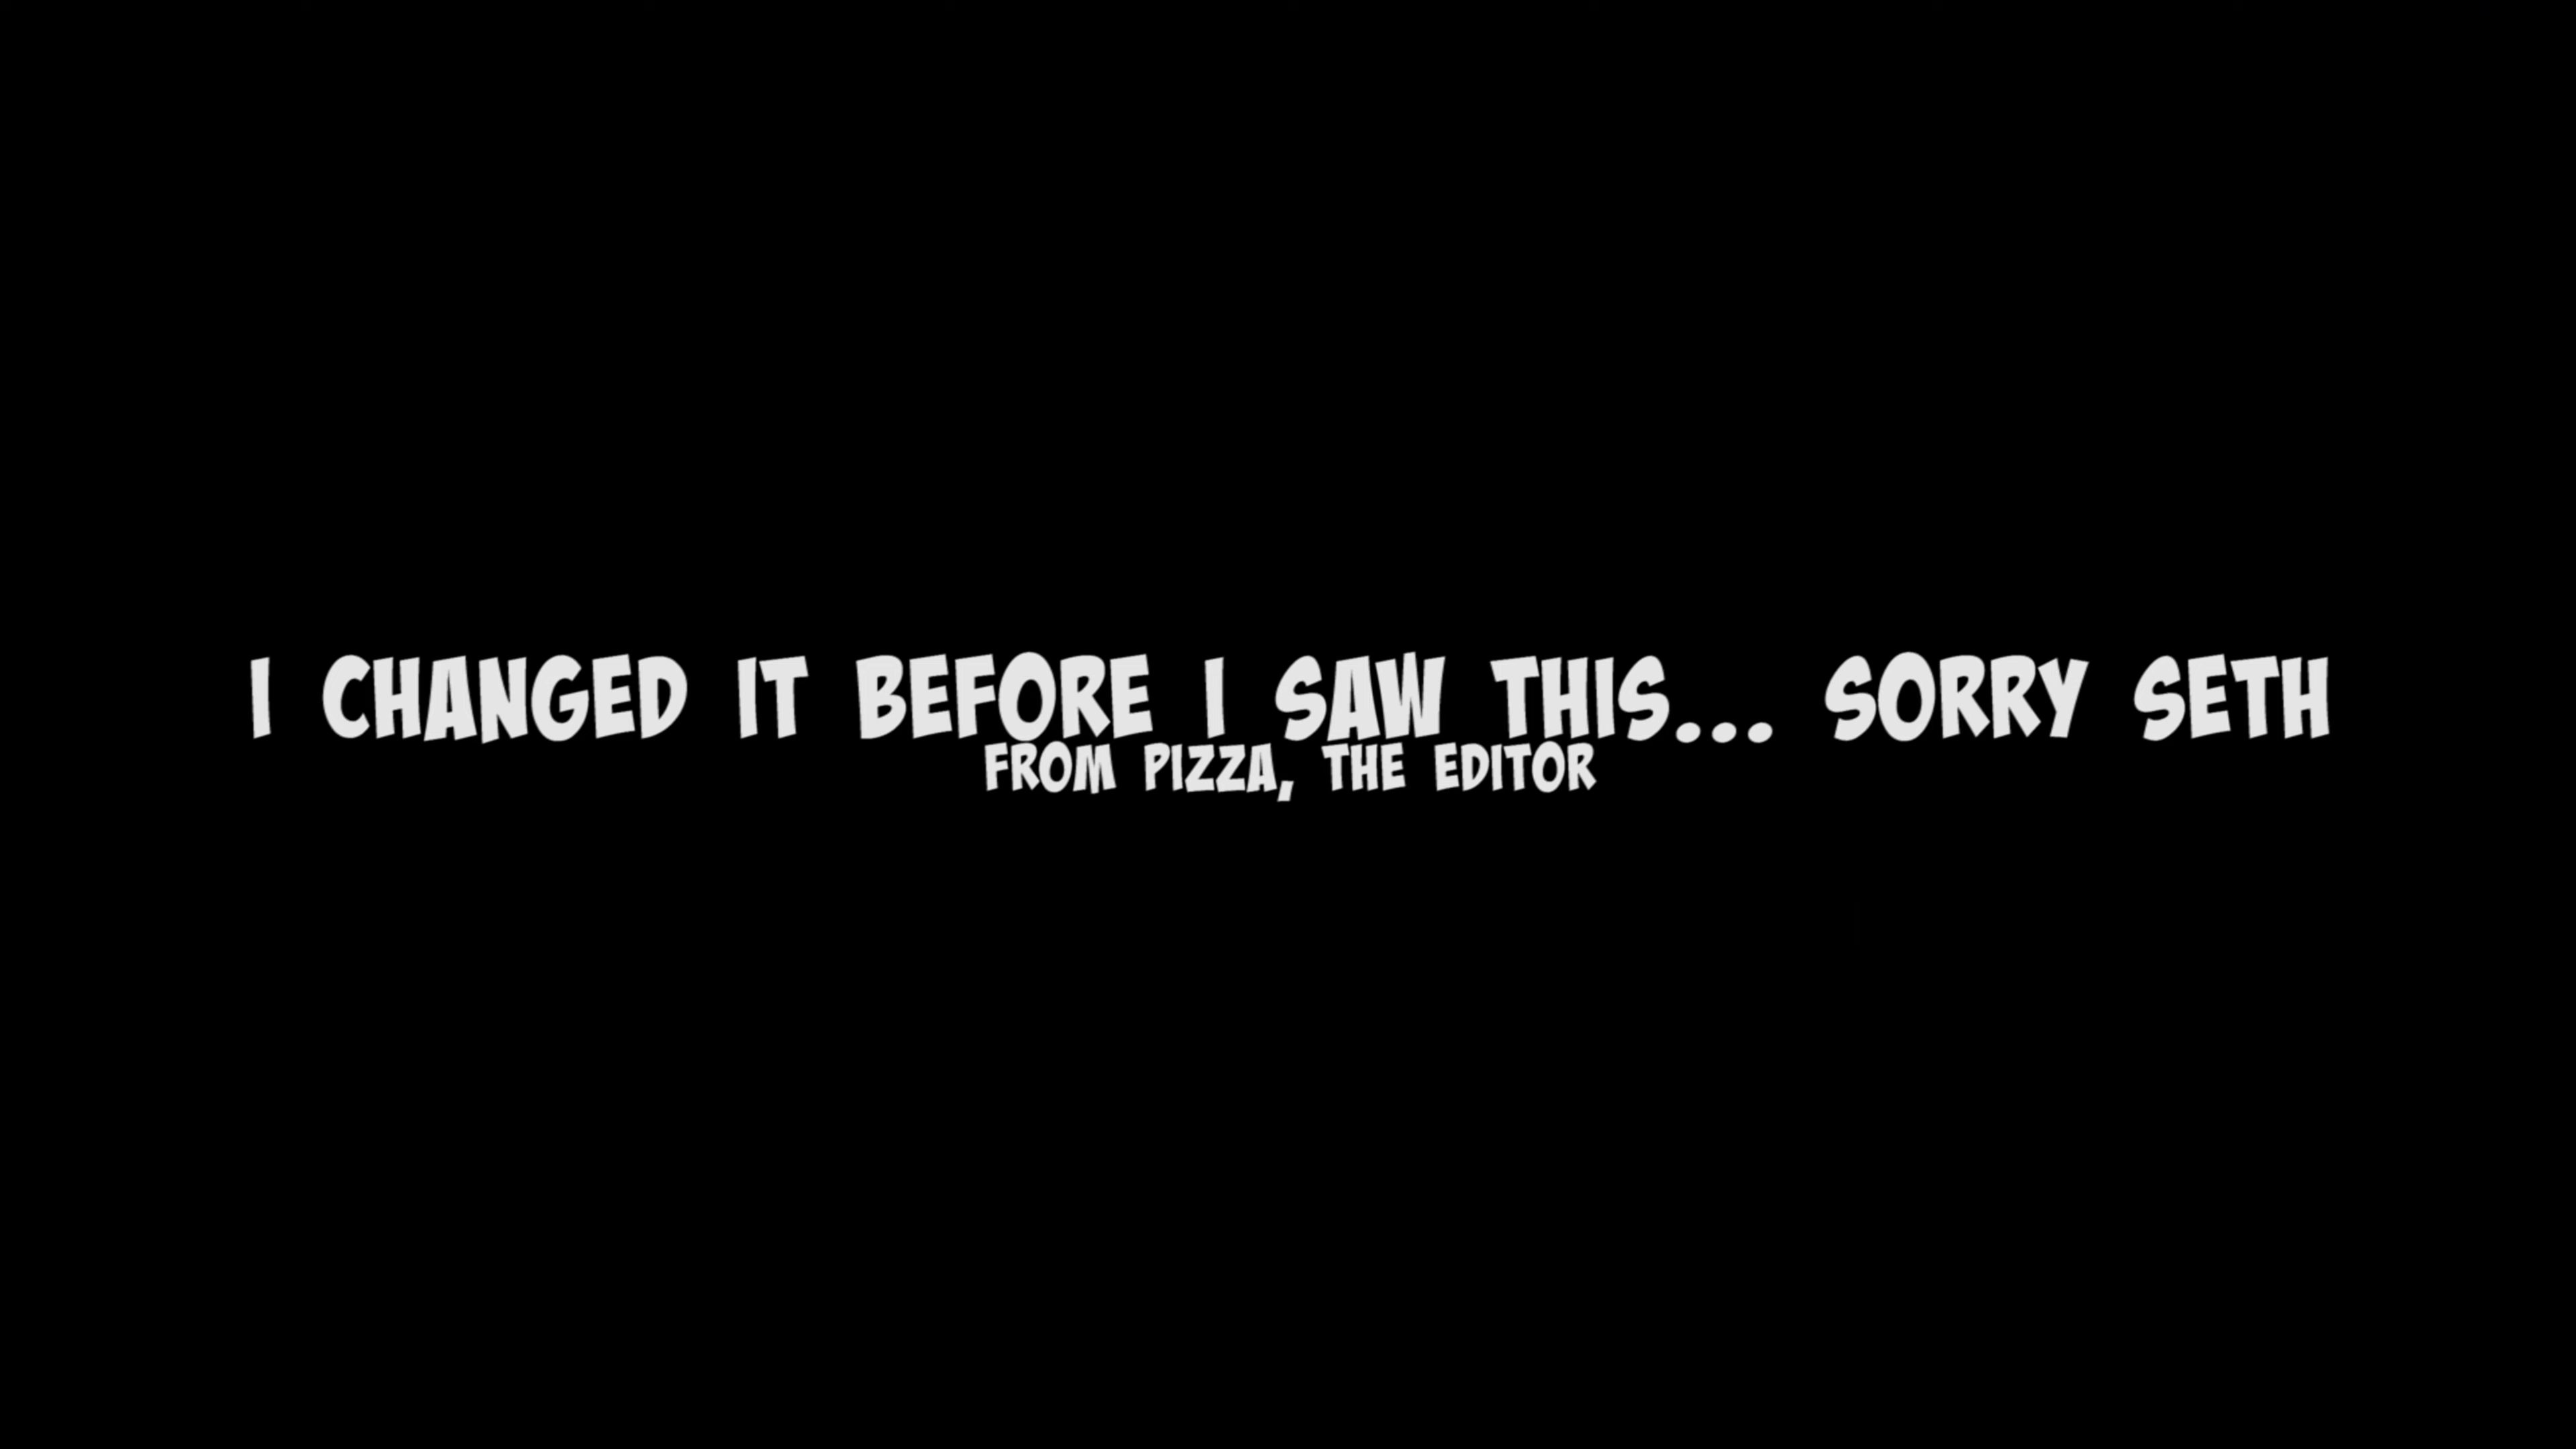 I CHANGED IT BEFORE I SAW THIS... SORRY SETH
FROM PIZZA, THE EDITOR